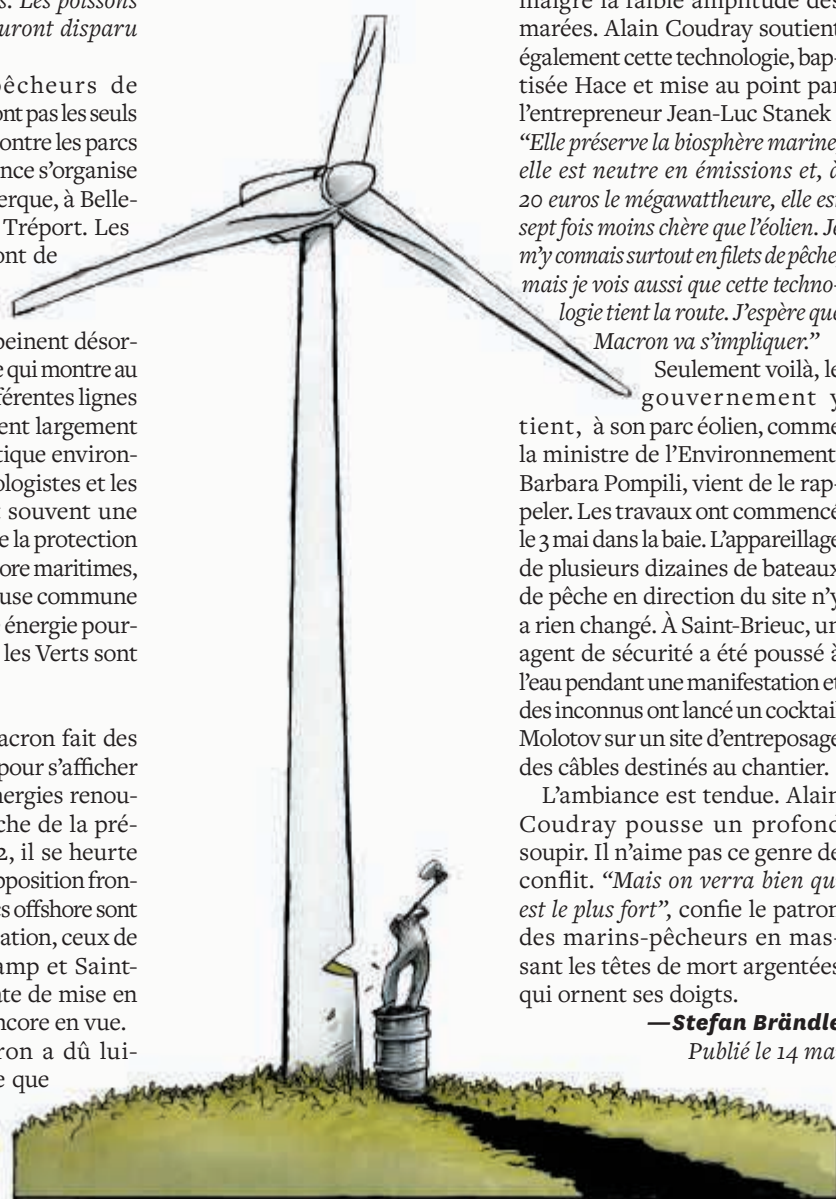 s. Les poissons
uront disparu
êcheurs de
ont pas les seuls
ontre les parcs
nce s'organise
erque, à Belle-
Tréport. Les
ont de
peinent désor-
e qui montre au
férentes lignes
ent largement
tique environ-
ologistes et les
souvent une
e la protection
ore maritimes,
use commune
énergie pour-
les Verts sont
acron fait des
pour s'afficher
nergies renou-
che de la pré-
2, il se heurte
pposition fron-
cs offshore sont
ation, ceux de
amp et Saint-
te de mise en
ncore en vue.
ron a dû lui-
e que
malgré la faible amplitude des
marées. Alain Coudray soutient
également cette technologie, bap-
tisée Hace et mise au point par
l'entrepreneur Jean-Luc Stanek
“Elle préserve la biosphère marine
elle est neutre en émissions et, à
20 euros le mégawattheure, elle est
sept fois moins chère que l'éolien. Je
m'y connais surtout en filets de pêche
mais je vois aussi que cette techno-
logie tient la route. J'espère que
Macron va s'impliquer.”
Seulement voilà, le
gouvernement y
tient, à son parc éolien, comme
la ministre de l'Environnement
Barbara Pompili, vient de le rap-
peler. Les travaux ont commencé
le 3 mai dans la baie. L'appareillage
de plusieurs dizaines de bateaux
de pêche en direction du site n'y
a rien changé. À Saint-Brieuc, un
agent de sécurité a été poussé à
l'eau pendant une manifestation et
des inconnus ont lancé un cocktail
Molotov sur un site d'entreposage
des câbles destinés au chantier.
L'ambiance est tendue. Alain
Coudray pousse un profond
soupir. Il n'aime pas ce genre de
conflit. “Mais on verra bien qu
est le plus fort”, confie le patron
des marins-pêcheurs en mas-
sant les têtes de mort argentées
qui ornent ses doigts.
—Stefan Brändle
Publié le 14 ma